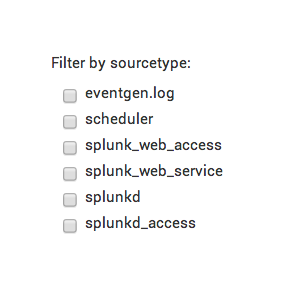 Filter by sourcetype:
eventgen.log
scheduler
splunk_web_access
splunk_web_service
splunkd
splunkd_access